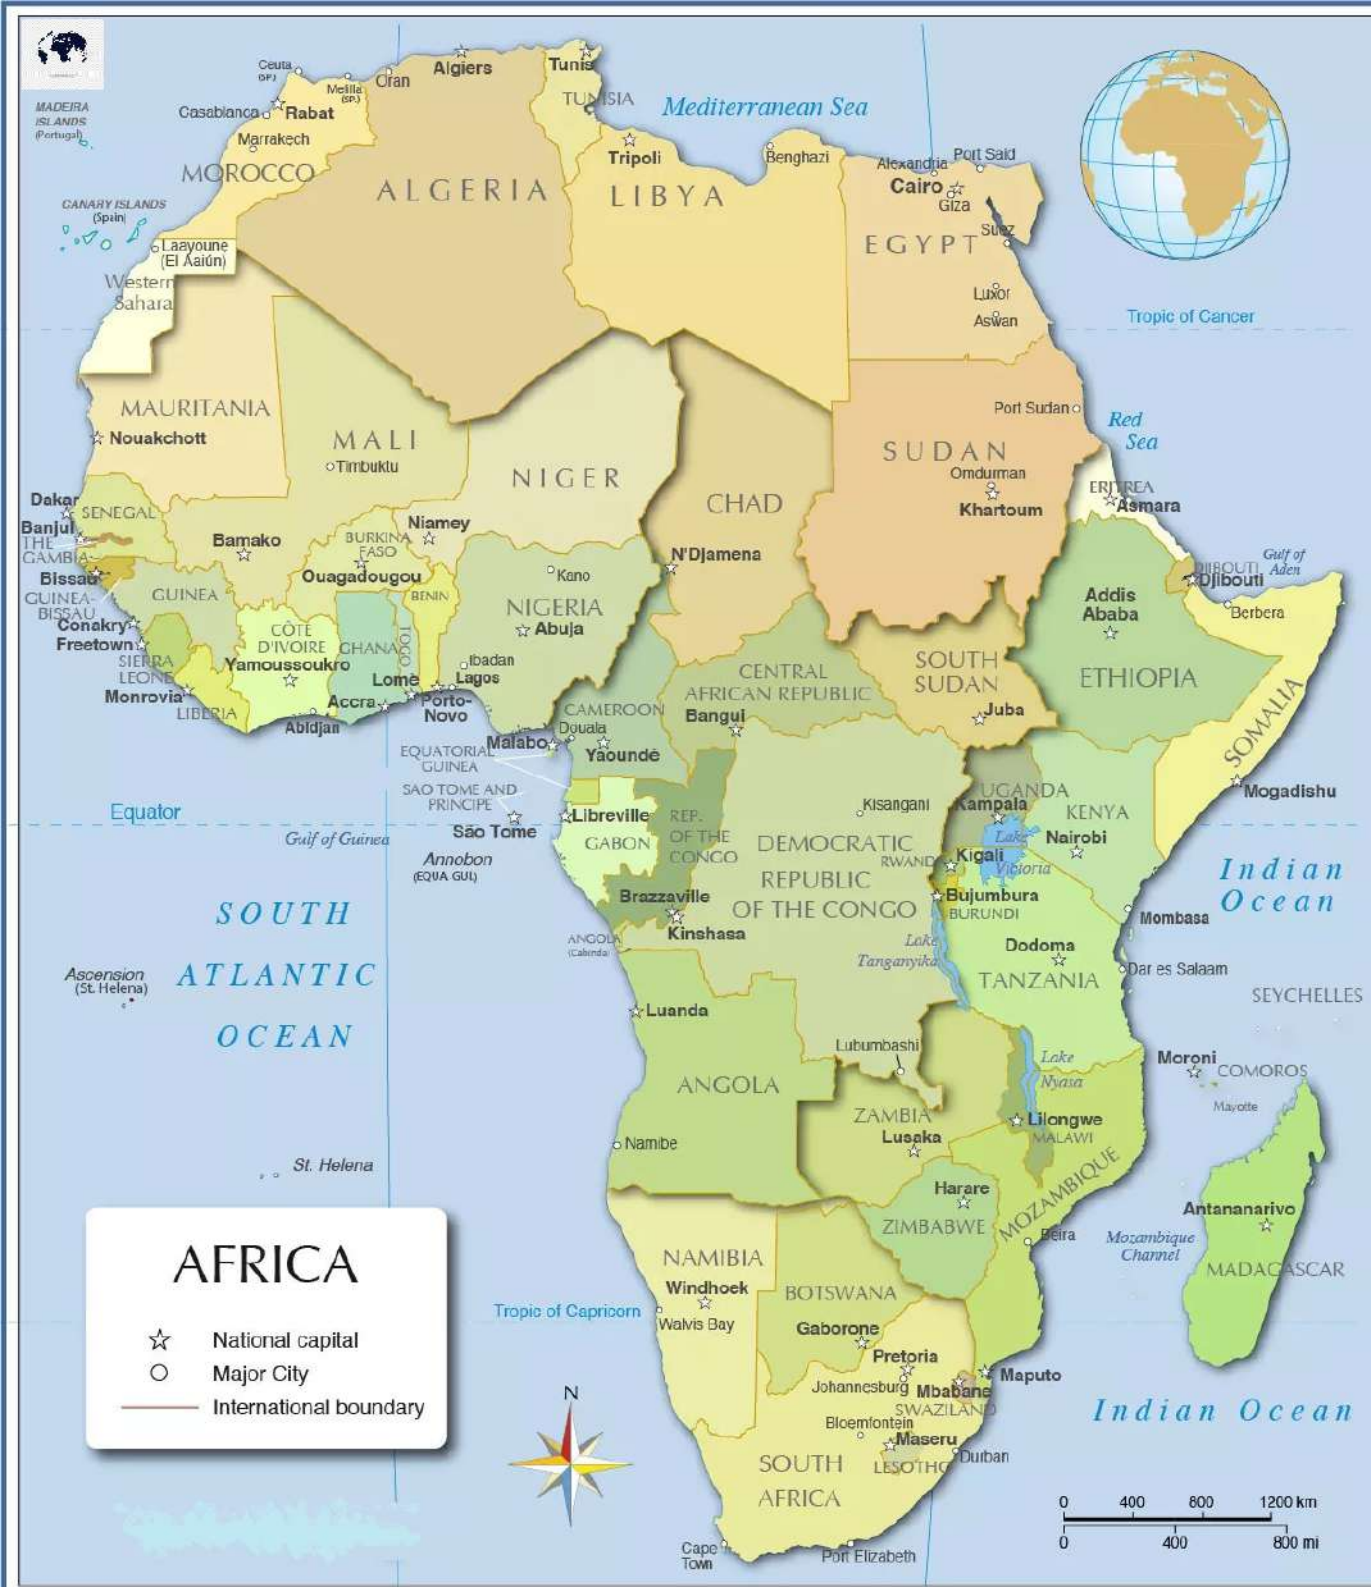 Ceuta
(SP.)
Melilla
(SP.)
Oran
Algiers
Tunis
TUNISIA
Mediterranean Sea
MADEIRA
ISLANDS
(Portugal)
Casablanca
Rabat
Marrakech
MOROCCO
ALGERIA
Tripoli
LIBYA
Benghazi
Alexandria
Port Said
Cairo
Giza
Suez
EGYPT
CANARY ISLANDS
(Spain)
Laayoune
(El Aaiún)
Western
Sahara
Luxor
Aswan
Tropic of Cancer
MAURITANIA
Nouakchott
MALI
Timbuktu
NIGER
CHAD
SUDAN
Omdurman
Khartoum
Port Sudan
Red
Sea
ERITREA
Asmara
Dakar
SENEGAL
Banjul
THE
GAMBIA
Bissau
GUINEA-
BISSAU
Bamako
BURKINA
FASO
Ouagadougou
Niamey
N'Djamena
Kano
NIGERIA
Abuja
BENIN
GUINEA
Conakry
Freetown
SIERRA
LEONE
Monrovia
LIBERIA
CÔTE
D'IVOIRE
Yamoussoukro
Abidjan
GHANA
TOGO
Accra
Lome
Porto-
Novo
Ibadan
Lagos
DJIBOUTI
Djibouti
Gulf of
Aden
Berbera
Addis
Ababa
ETHIOPIA
SOMALIA
SOUTH
SUDAN
Juba
CENTRAL
AFRICAN REPUBLIC
Bangui
CAMEROON
Douala
Yaoundé
Malabo
EQUATORIAL
GUINEA
SAO TOME AND
PRINCIPE
São Tome
Equator
Gulf of Guinea
Annobon
(EQUA GUI.)
Libreville
GABON
REP.
OF THE
CONGO
Brazzaville
Kinshasa
Kisangani
DEMOCRATIC
REPUBLIC
OF THE CONGO
UGANDA
Kampala
KENYA
Nairobi
Mogadishu
Lake
Victoria
RWAND
Kigali
Bujumbura
BURUNDI
Mombasa
Indian
Ocean
SOUTH
ATLANTIC
OCEAN
Ascension
(St. Helena)
ANGOLA
(Cabinda)
Lake
Tanganyika
Dodoma
TANZANIA
Dar es Salaam
SEYCHELLES
Luanda
ANGOLA
Lubumbashi
Namibe
ZAMBIA
Lusaka
Lake
Nyasa
Lilongwe
MALAWI
Moroni
COMOROS
Mayotte
St. Helena
Harare
ZIMBABWE
MOZAMBIQUE
Beira
Mozambique
Channel
Antananarivo
MADAGASCAR
NAMIBIA
Windhoek
Walvis Bay
Tropic of Capricorn
BOTSWANA
Gaborone
Pretoria
Johannesburg
Mbabane
SWAZILAND
Maputo
Bloemfontein
Maseru
LESOTHO
Durban
SOUTH
AFRICA
Cape
Town
Port Elizabeth
Indian Ocean
AFRICA
National capital
Major City
International boundary
N
0 400 800 1200 km
0 400 800 mi